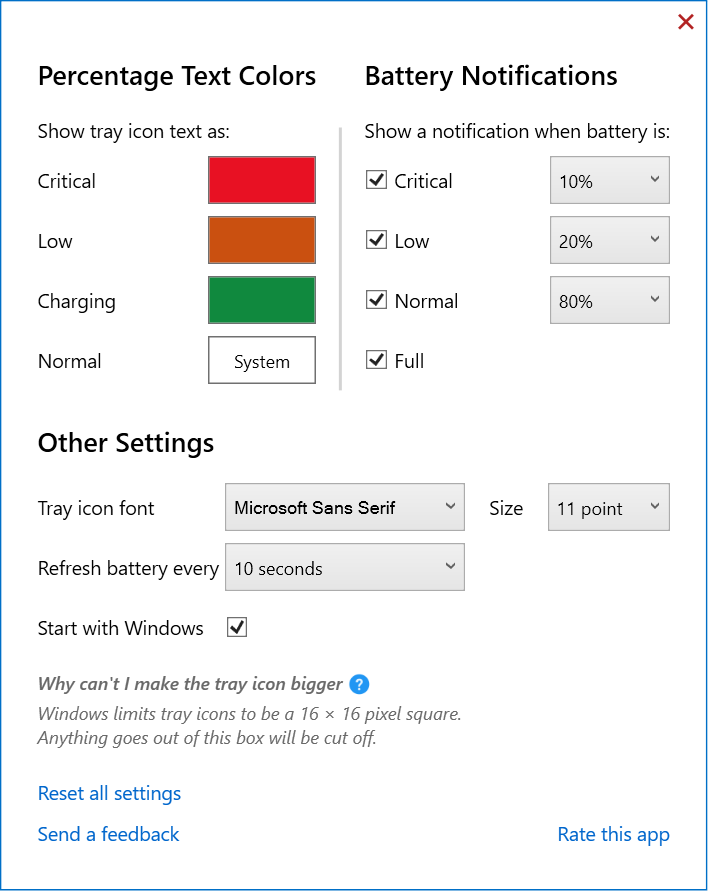 Percentage Text Colors
Show tray icon text as:
Critical
Low
Charging
Normal System
Battery Notifications
Show a notification when battery is:
Critical 10%
Low 20%
Normal 80%
Full
Other Settings
Tray icon font Microsoft Sans Serif Size 11 point
Refresh battery every 10 seconds
Start with Windows
Why can't I make the tray icon bigger ?
Windows limits tray icons to be a 16 × 16 pixel square.
Anything goes out of this box will be cut off.
Reset all settings
Send a feedback Rate this app